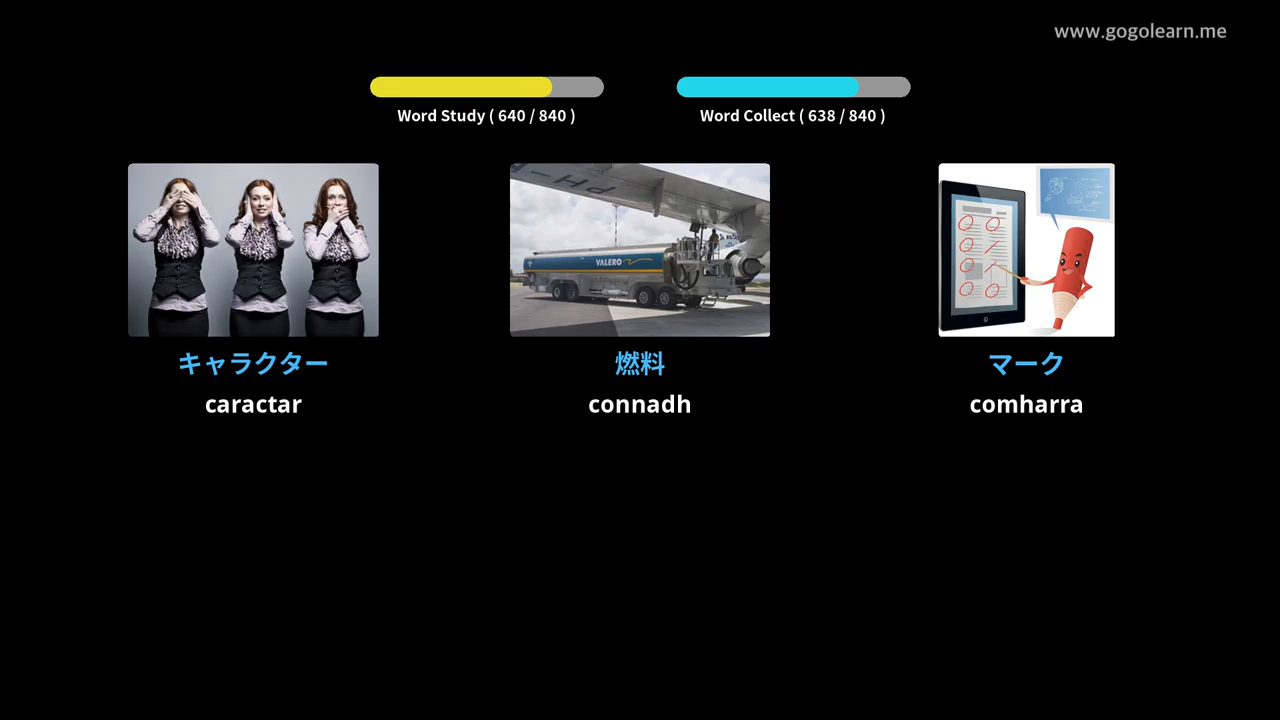 www.gogolearn.me
Word Study ( 640 / 840 )
Word Collect ( 638 / 840 )
VALERO
キャラクター
燃料
マーク
caractar
connadh
comharra